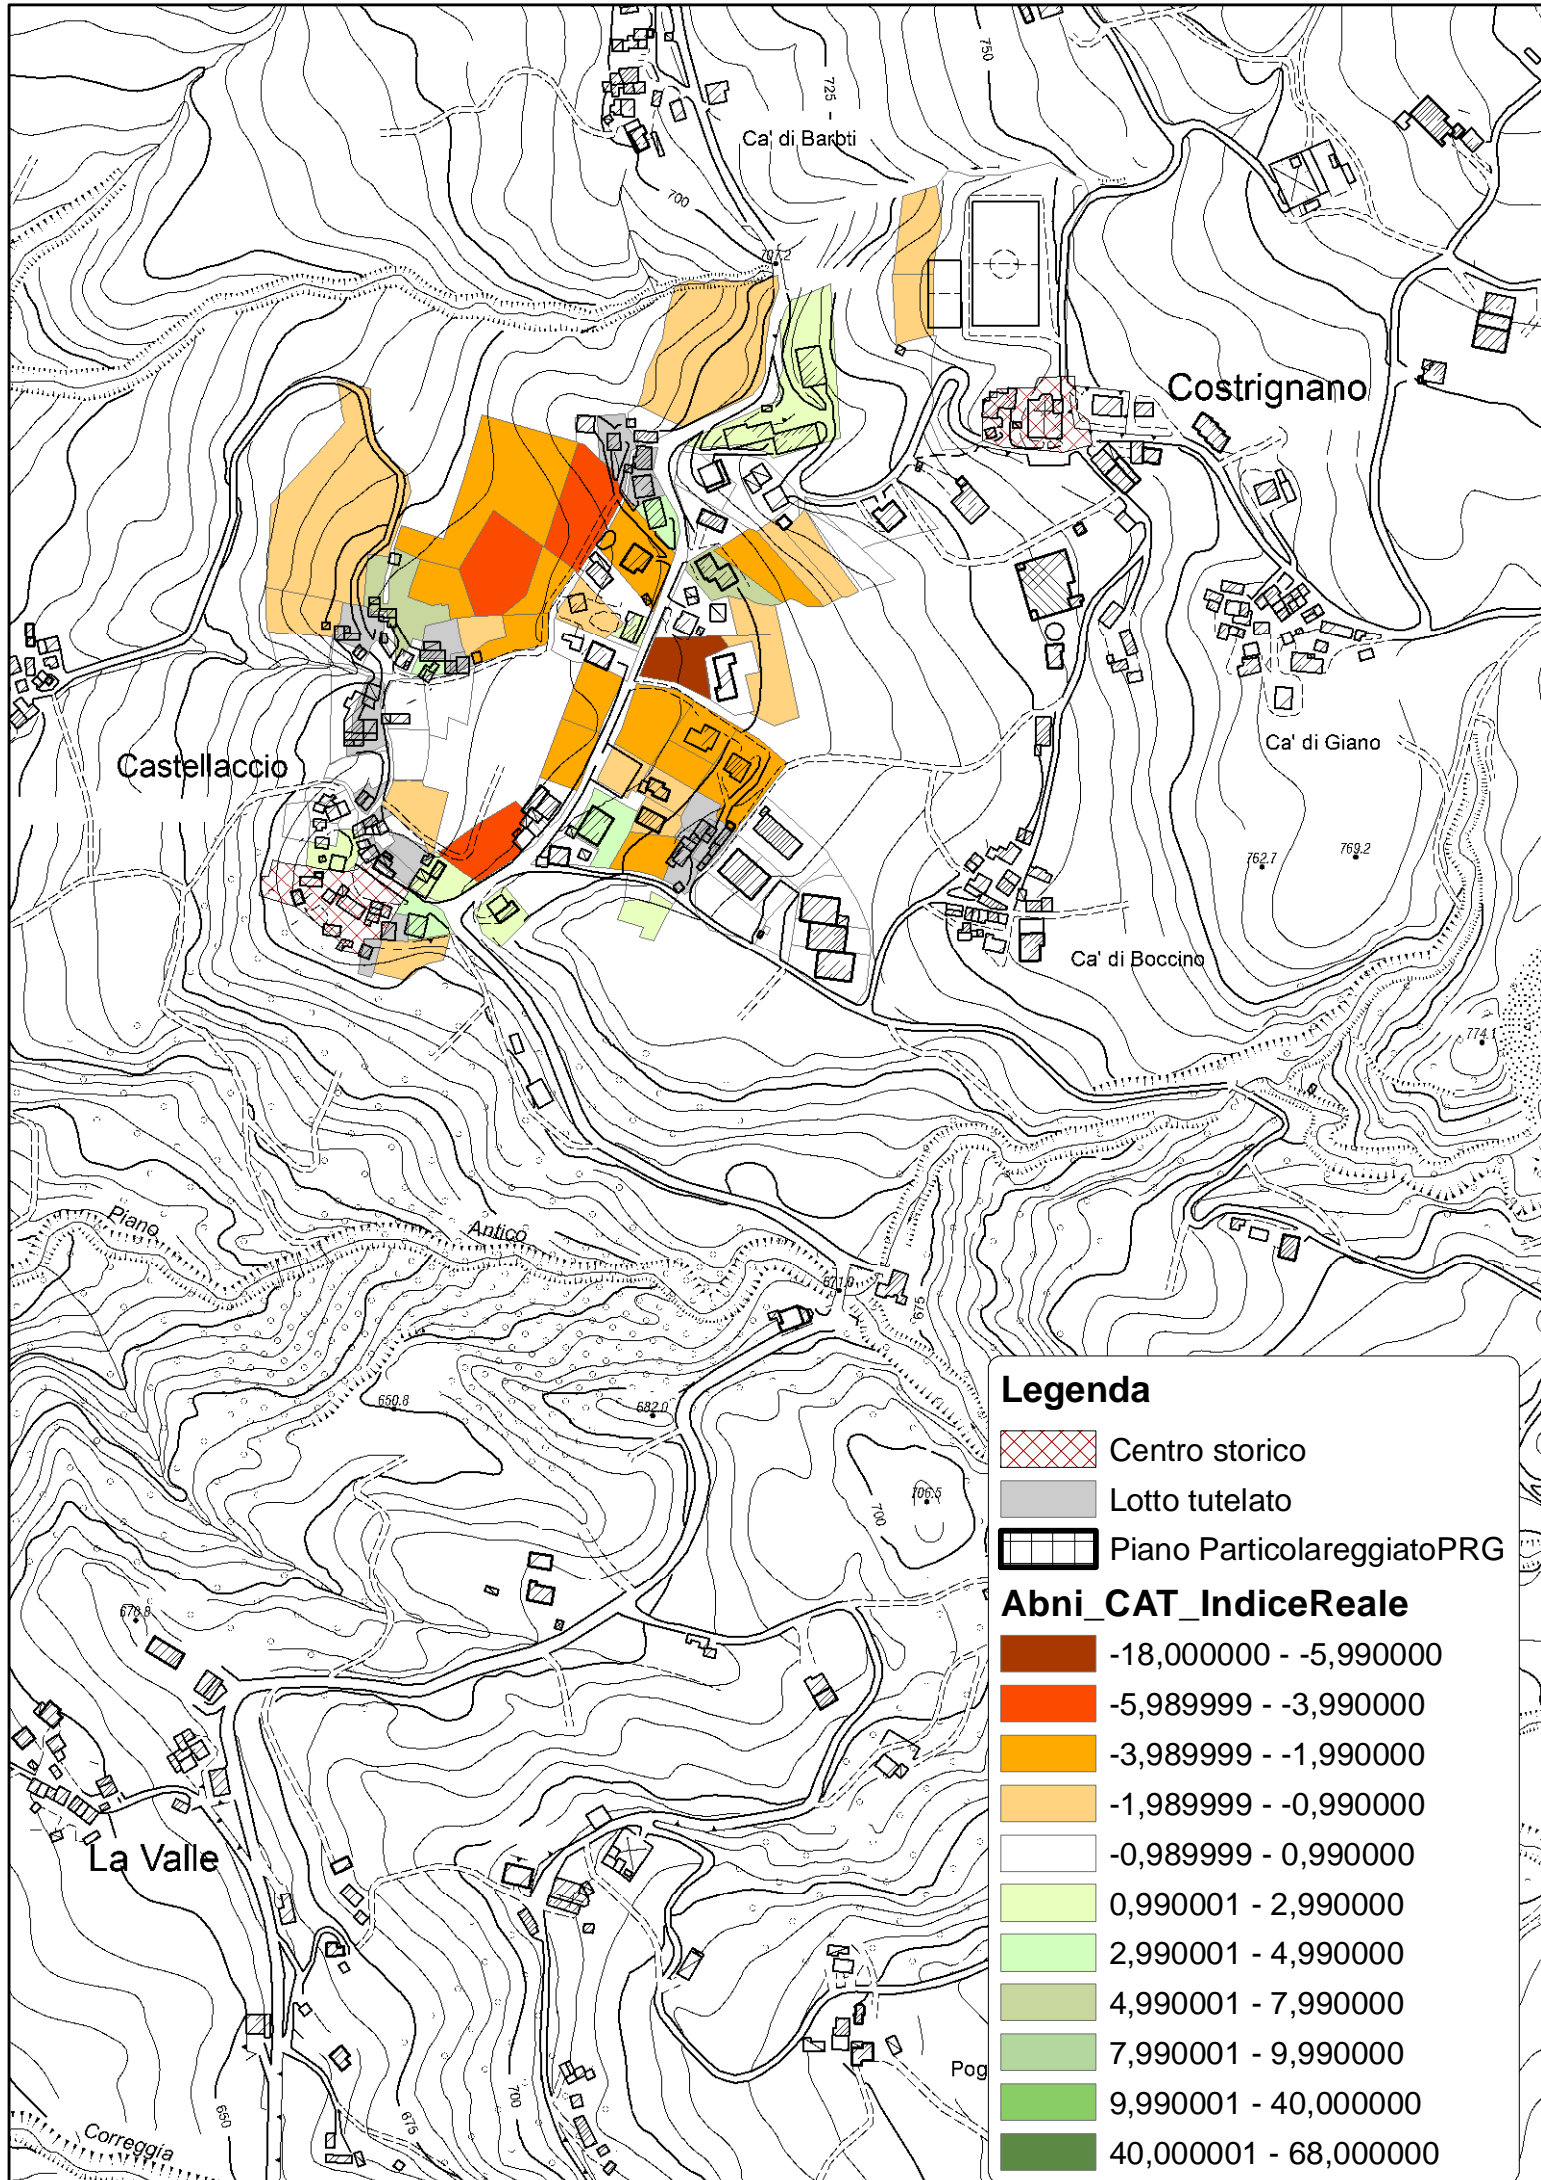 750
725
Ca' di Barbti
700
707.2
Costrignano
Castellaccio
Ca' di Giano
762.7
769.2
Ca' di Boccino
774.1
Piano
Antico
671.8
675
650.8
682.0
706.5
700
670.8
La Valle
Pog
650
675
700
Correggia
Legenda
Centro storico
Lotto tutelato
Piano ParticolareggiatoPRG
Abni_CAT_IndiceReale
-18,000000 - -5,990000
-5,989999 - -3,990000
-3,989999 - -1,990000
-1,989999 - -0,990000
-0,989999 - 0,990000
0,990001 - 2,990000
2,990001 - 4,990000
4,990001 - 7,990000
7,990001 - 9,990000
9,990001 - 40,000000
40,000001 - 68,000000